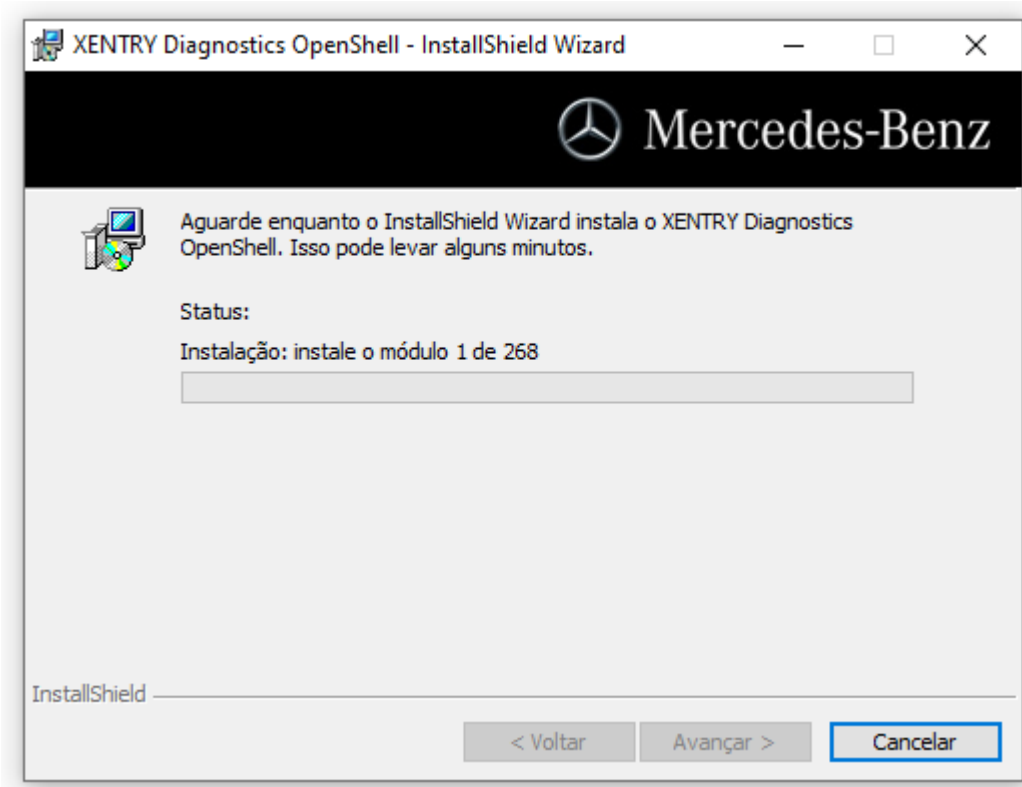 XENTRY Diagnostics OpenShell - InstallShield Wizard
Mercedes-Benz
Aguarde enquanto o InstallShield Wizard instala o XENTRY Diagnostics
OpenShell. Isso pode levar alguns minutos.
Status:
Instalação: instale o módulo 1 de 268
InstallShield
< Voltar
Avançar >
Cancelar